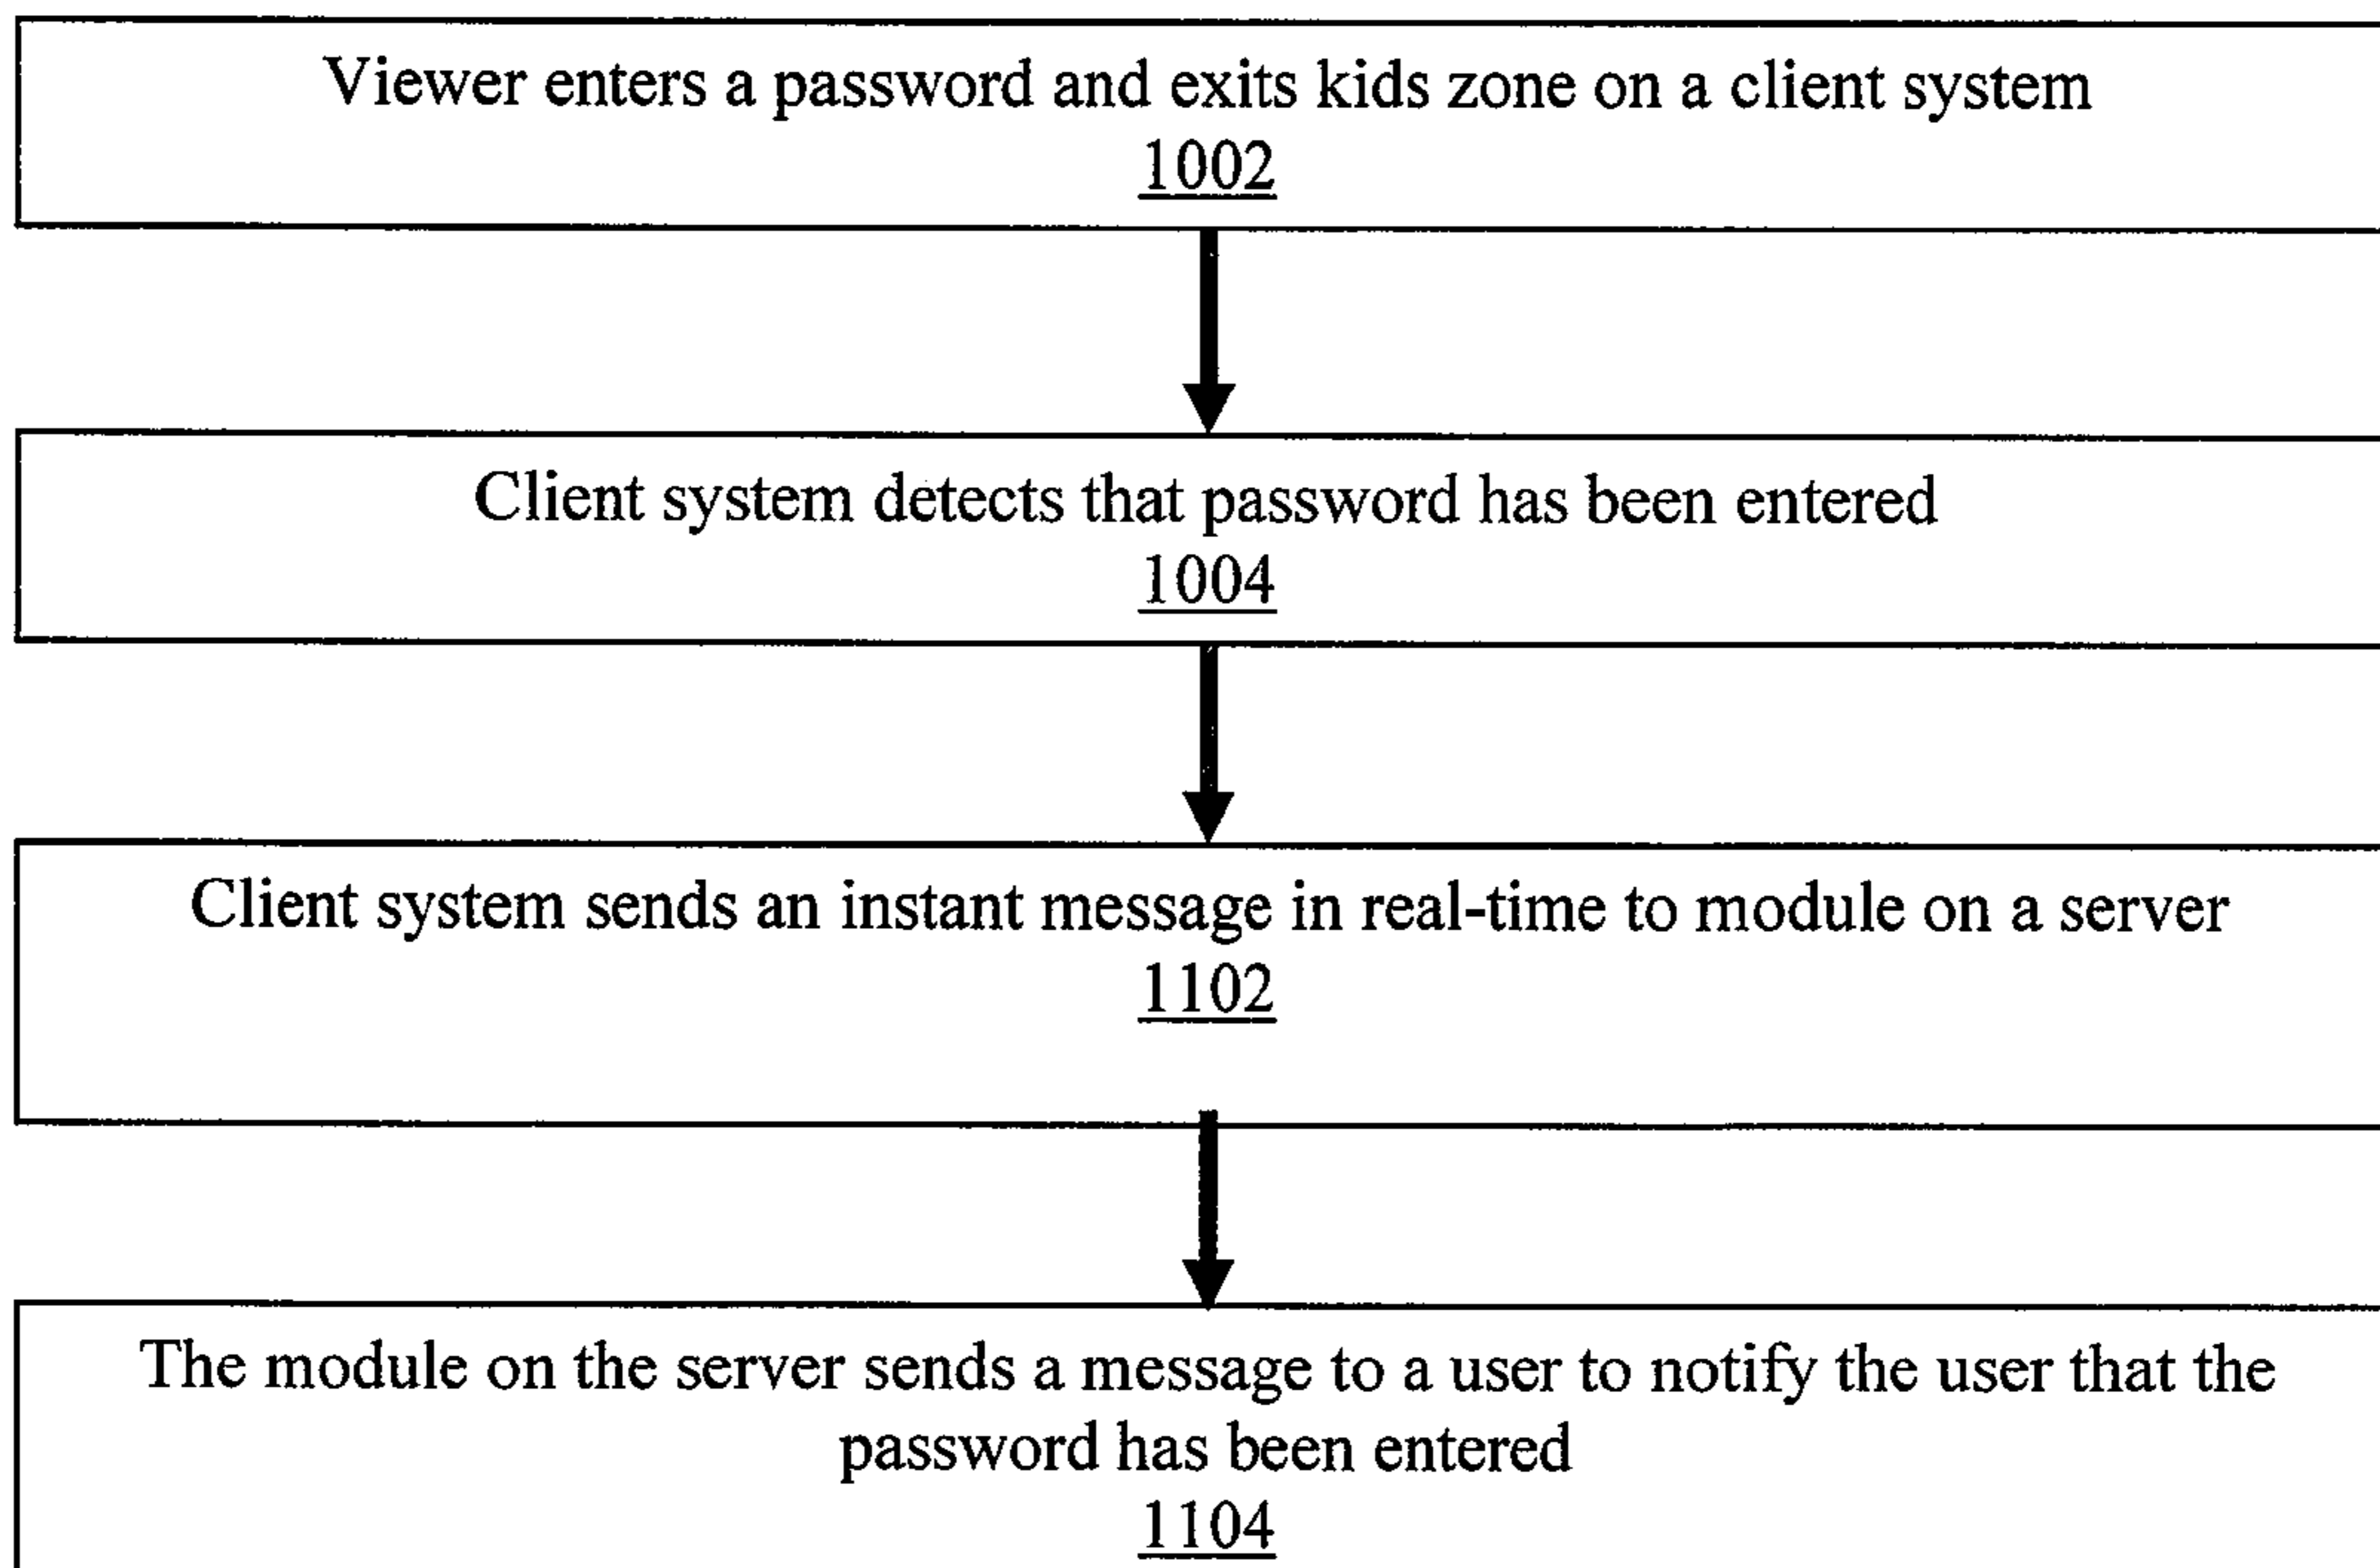 Viewer enters a password and exits kids zone on a client system
1002
Client system detects that password has been entered
1004
Client system sends an instant message in real-time to module on a server
1102
The module on the server sends a message to a user to notify the user that the
password has been entered
1104